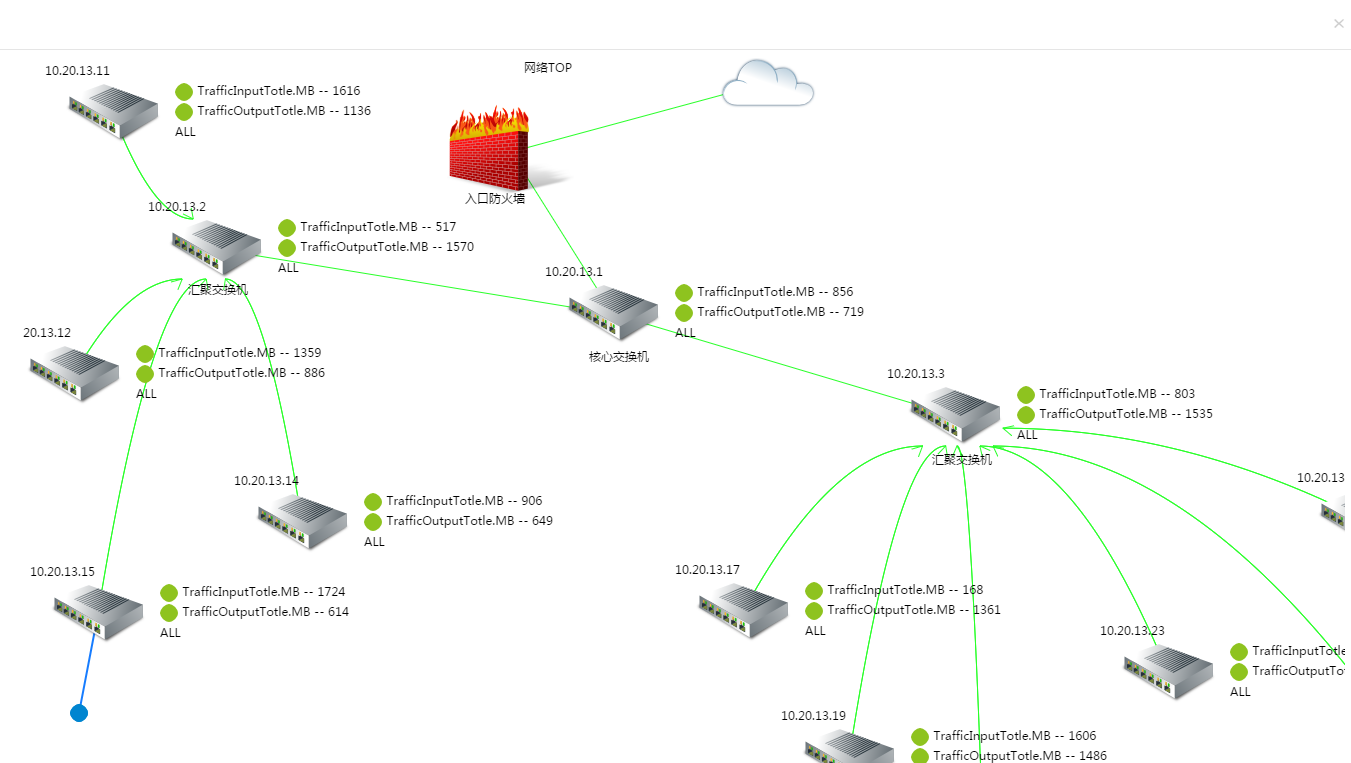 ×
网络TOP
10.20.13.11
TrafficInputTotle.MB -- 1616
TrafficOutputTotle.MB -- 1136
ALL
入口防火墙
10.20.13.2
TrafficInputTotle.MB -- 517
TrafficOutputTotle.MB -- 1570
ALL
汇聚交换机
10.20.13.1
TrafficInputTotle.MB -- 856
TrafficOutputTotle.MB -- 719
ALL
核心交换机
20.13.12
TrafficInputTotle.MB -- 1359
TrafficOutputTotle.MB -- 886
ALL
10.20.13.3
TrafficInputTotle.MB -- 803
TrafficOutputTotle.MB -- 1535
ALL
汇聚交换机
10.20.13.14
TrafficInputTotle.MB -- 906
TrafficOutputTotle.MB -- 649
ALL
10.20.13
10.20.13.15
TrafficInputTotle.MB -- 1724
TrafficOutputTotle.MB -- 614
ALL
10.20.13.17
TrafficInputTotle.MB -- 168
TrafficOutputTotle.MB -- 1361
ALL
10.20.13.23
TrafficInputTotle
TrafficOutputTo
ALL
10.20.13.19
TrafficInputTotle.MB -- 1606
TrafficOutputTotle.MB -- 1486